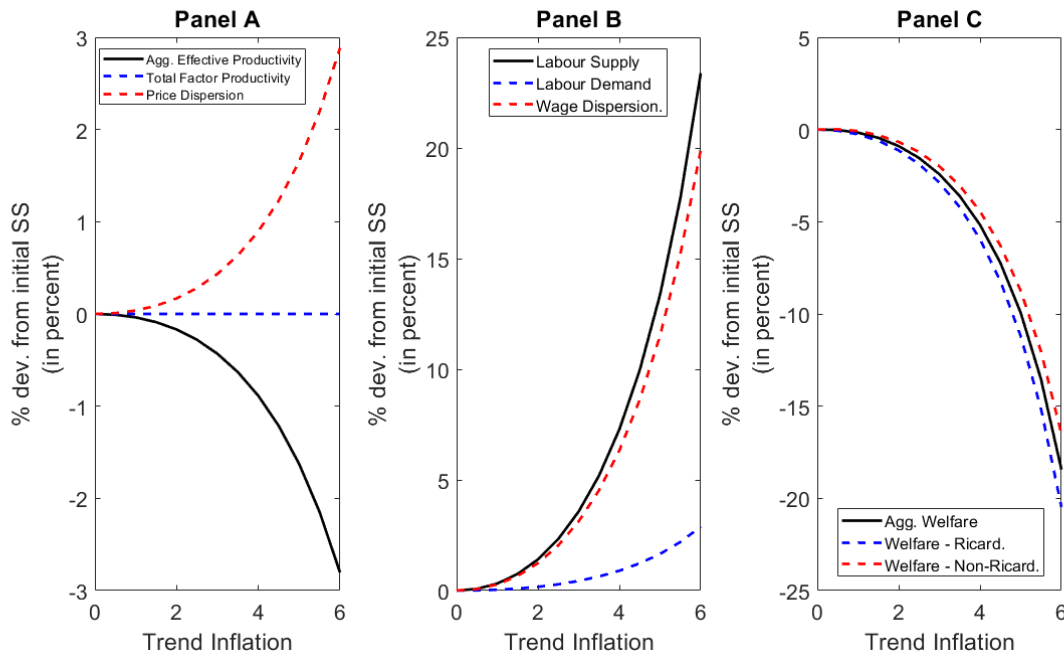 Panel A
3
2
1
0
-1
-2
-3
0
2
4
6
% dev. from initial SS
(in percent)
Trend Inflation
Agg. Effective Productivity
Total Factor Productivity
Price Dispersion
Panel B
25
20
15
10
5
0
0
2
4
6
% dev. from initial SS
(in percent)
Trend Inflation
Labour Supply
Labour Demand
Wage Dispersion.
Panel C
5
0
-5
-10
-15
-20
-25
0
2
4
6
% dev. from initial SS
(in percent)
Trend Inflation
Agg. Welfare
Welfare - Ricard.
Welfare - Non-Ricard.